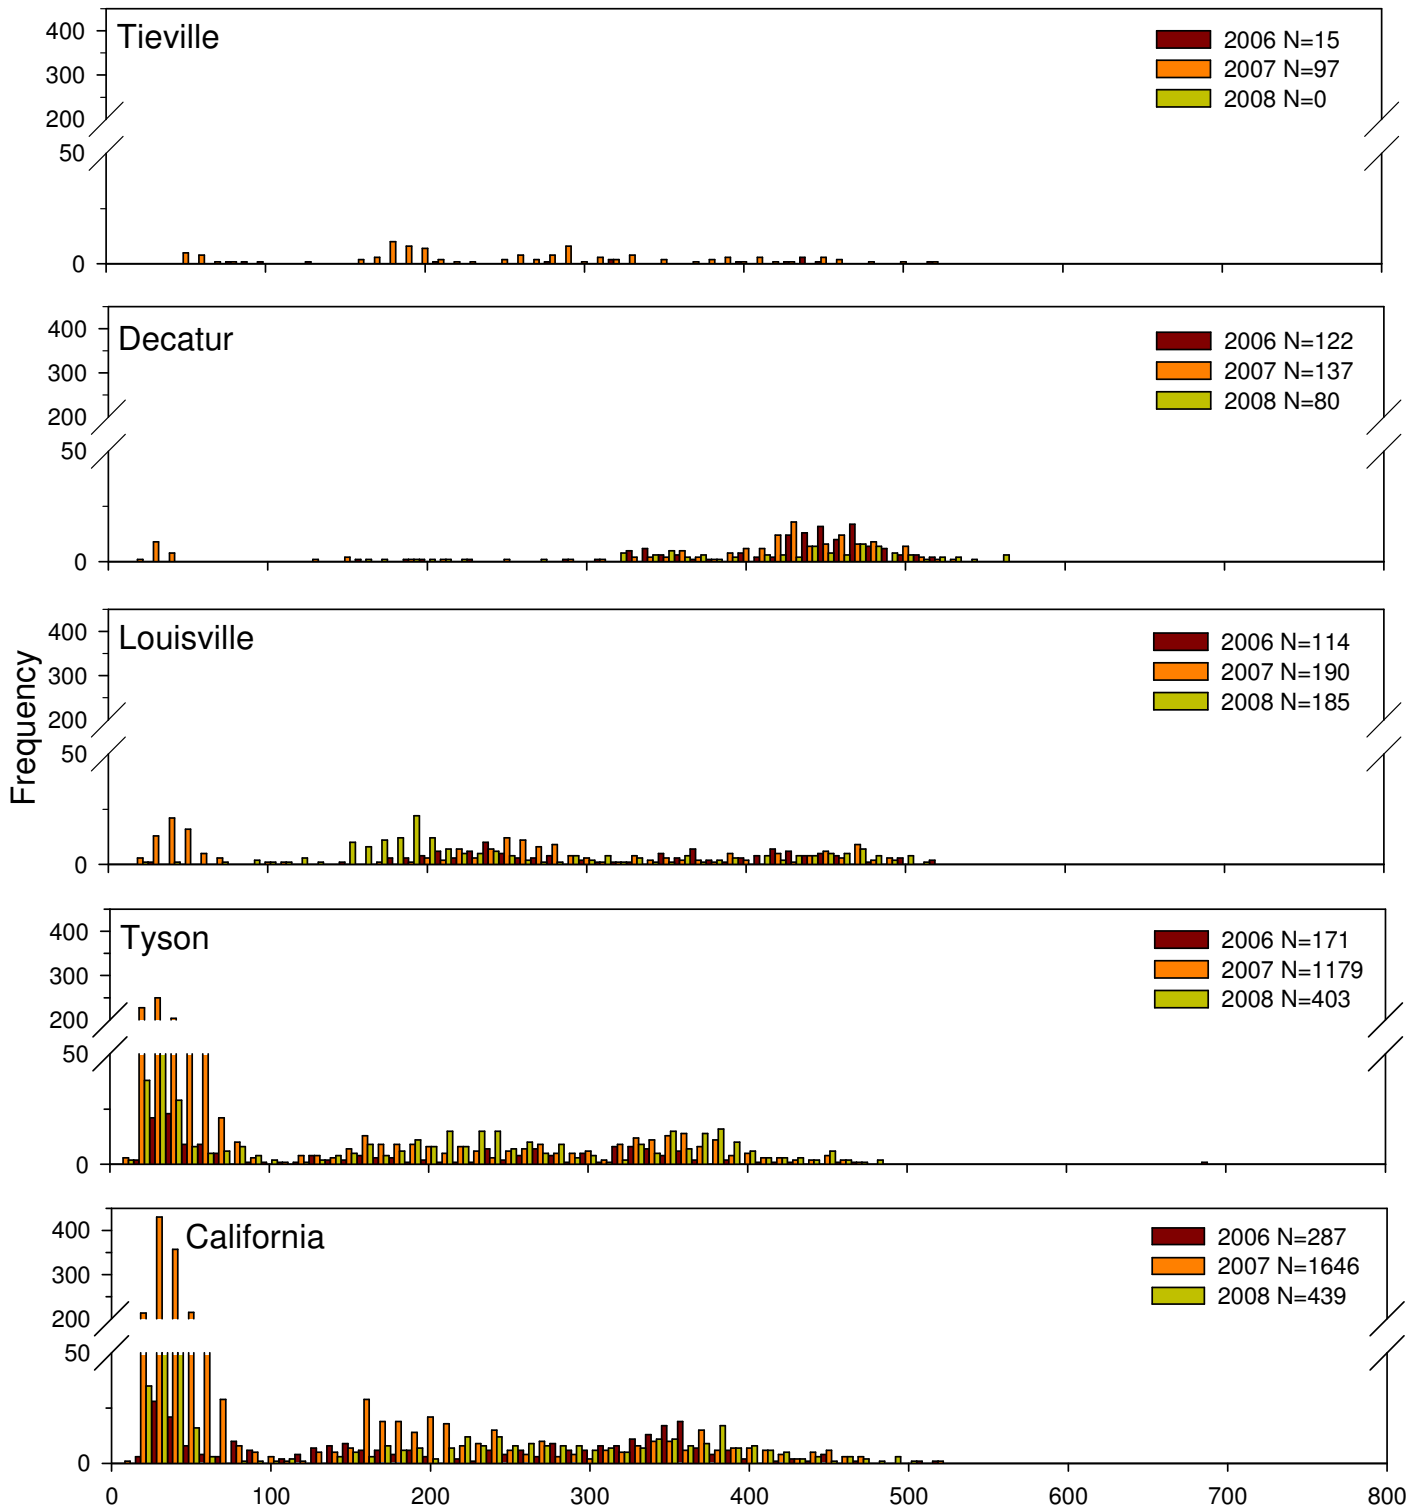 Tieville
400
300
200
50
0
2006 N=15
2007 N=97
2008 N=0
Decatur
400
300
200
50
0
2006 N=122
2007 N=137
2008 N=80
Louisville
400
300
200
50
0
2006 N=114
2007 N=190
2008 N=185
Frequency
Tyson
400
300
200
50
0
2006 N=171
2007 N=1179
2008 N=403
California
400
300
200
50
0
2006 N=287
2007 N=1646
2008 N=439
0 100 200 300 400 500 600 700 800